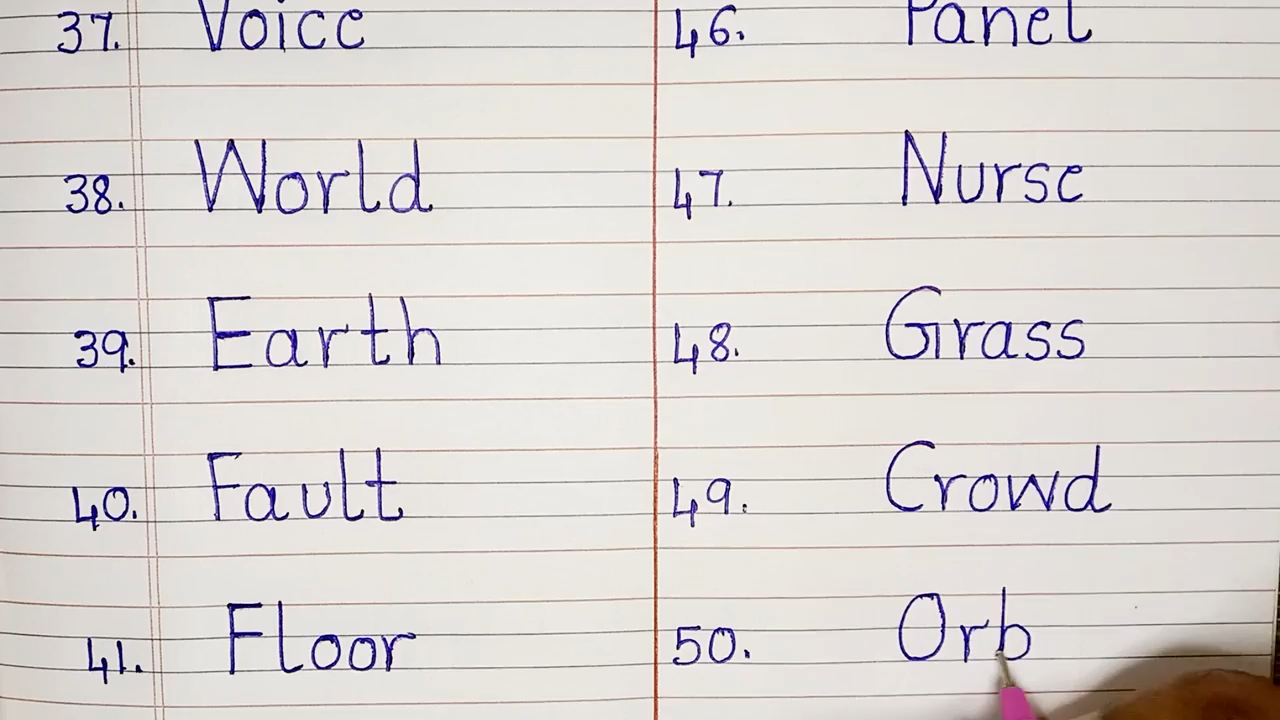 37. Voice
38. World
39. Earth
40. Fault
41. Floor
46. Panel
47. Nurse
48. Grass
49. Crowd
50. Orb